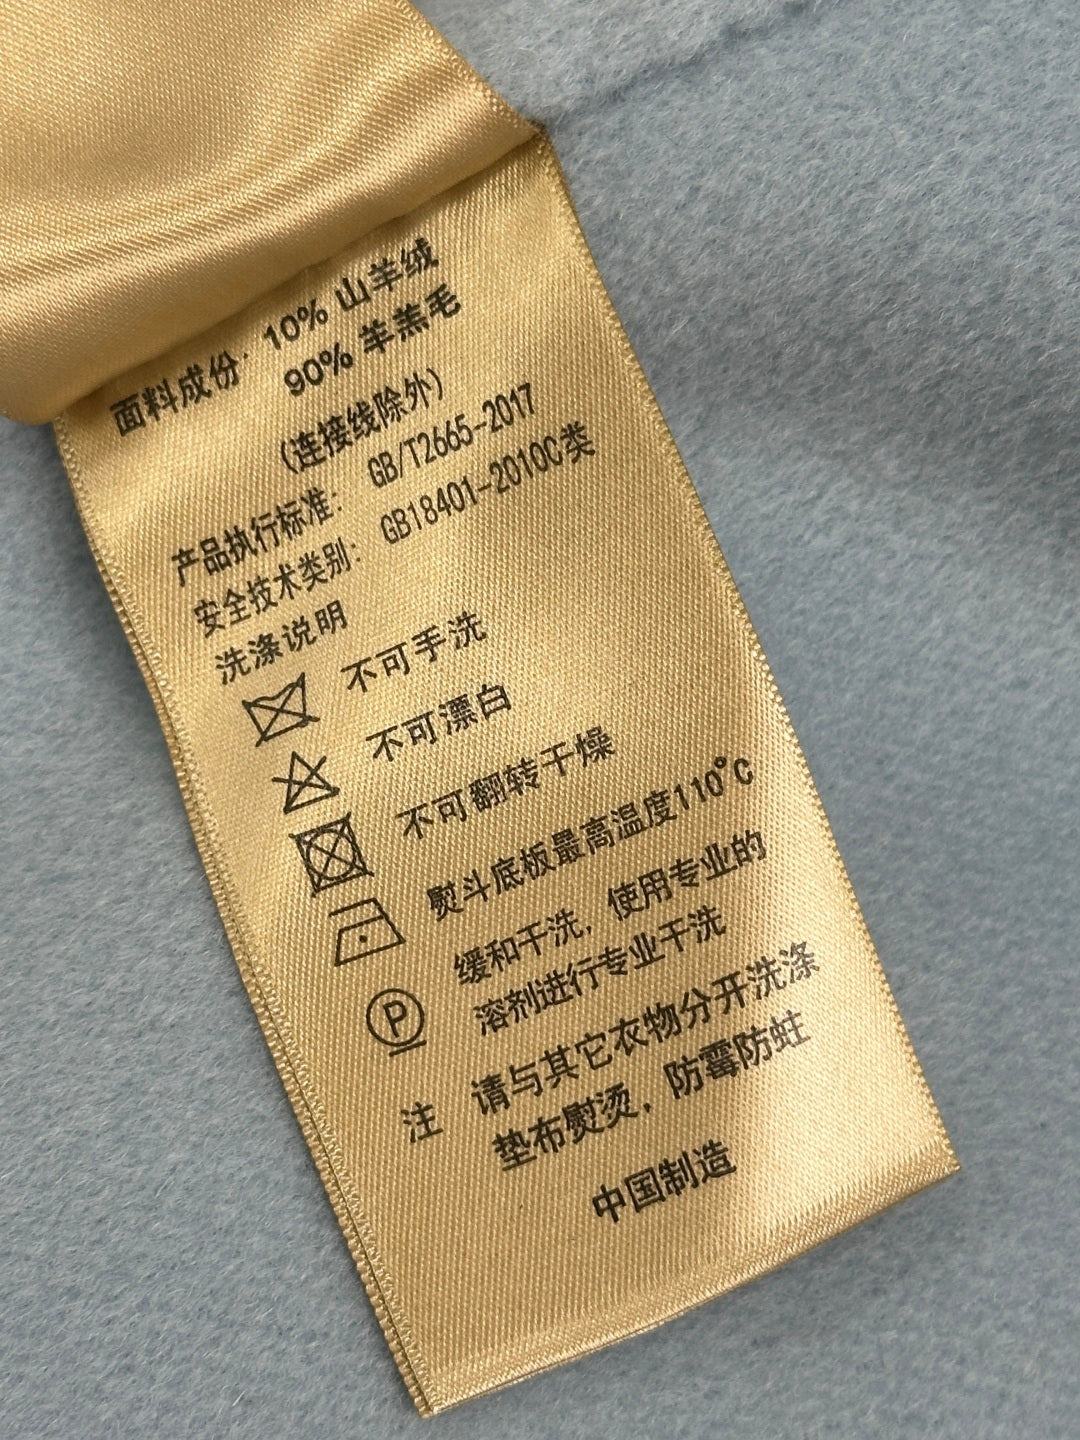 面料成份: 10% 山羊绒
90% 羊羔毛
(连接线除外)
产品执行标准: GB/T2665-2017
安全技术类别: GB18401-2010C类
洗涤说明
不可手洗
不可漂白
不可翻转干燥
熨斗底板最高温度110°C
P 缓和干洗, 使用专业的
溶剂进行专业干洗
注 请与其它衣物分开洗涤
垫布熨烫, 防霉防蛀
中国制造